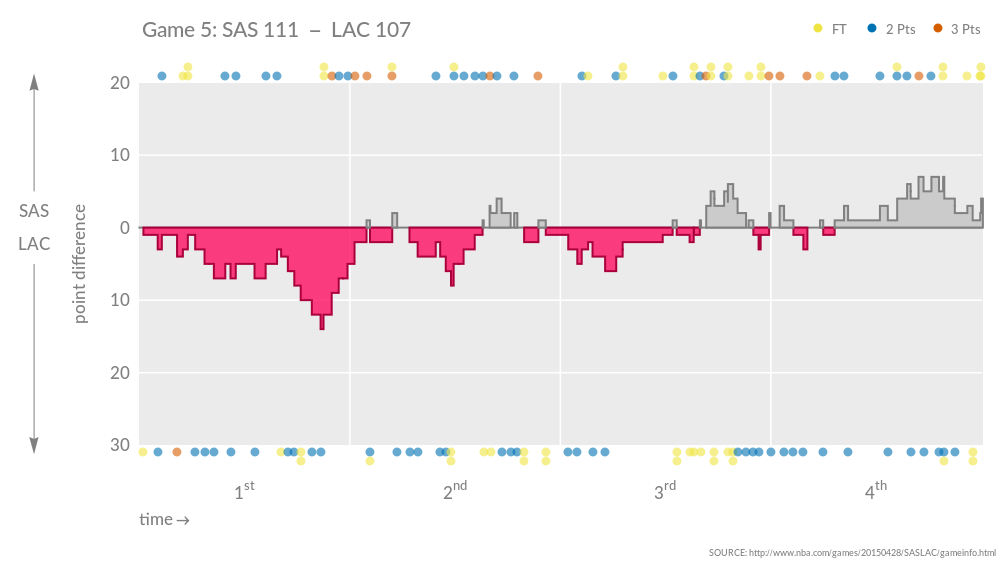 Game 5: SAS 111 – LAC 107
FT 2 Pts 3 Pts
20
10
0
10
20
30
SAS
LAC
point difference
1st 2nd 3rd 4th
time→
SOURCE: http://www.nba.com/games/20150428/SASLAC/gameinfo.html